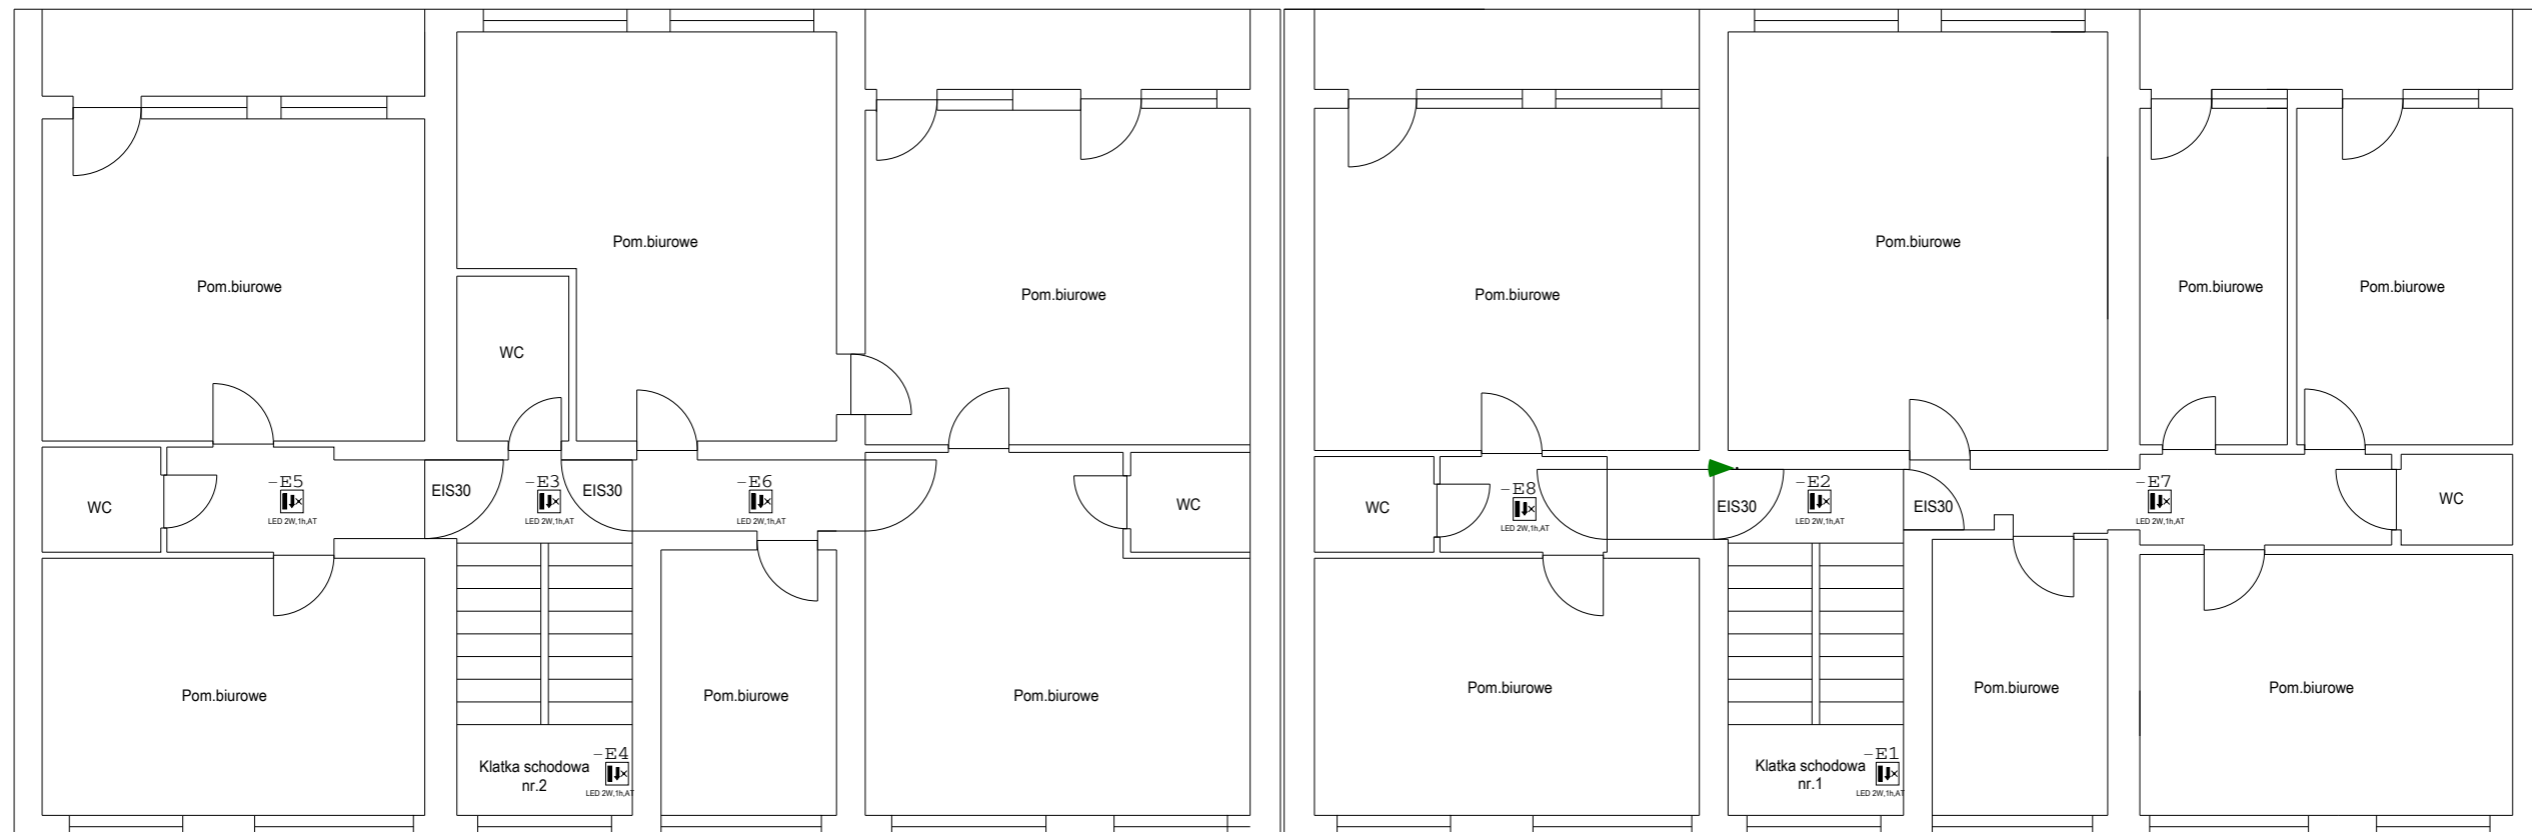 Pom.biurowe
Pom.biurowe
Pom.biurowe
Pom.biurowe
Pom.biurowe
Pom.biurowe
Pom.biurowe
WC
-E5
LED 2W,1h,AT
WC
EIS30
-E3
LED 2W,1h,AT
EIS30
-E6
LED 2W,1h,AT
WC
WC
-E8
LED 2W,1h,AT
EIS30
-E2
LED 2W,1h,AT
EIS30
-E7
LED 2W,1h,AT
WC
WC
Pom.biurowe
Pom.biurowe
Pom.biurowe
Pom.biurowe
Pom.biurowe
Pom.biurowe
Klatka schodowa
nr.2
-E4
LED 2W,1h,AT
Klatka schodowa
nr.1
-E1
LED 2W,1h,AT